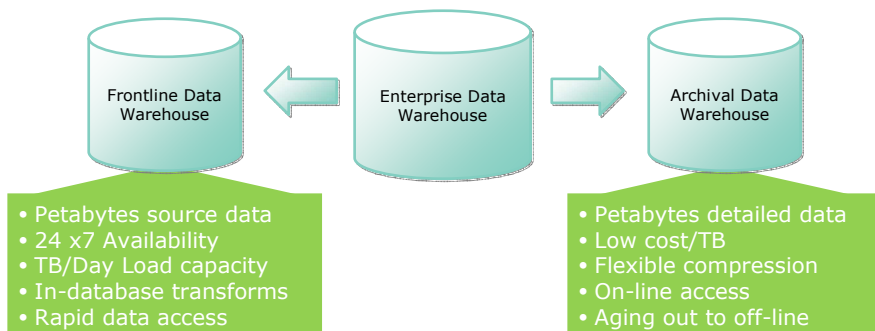 Frontline Data
Warehouse
Enterprise Data
Warehouse
Archival Data
Warehouse
• Petabytes source data
• 24 x7 Availability
• TB/Day Load capacity
• In-database transforms
• Rapid data access
• Petabytes detailed data
• Low cost/TB
• Flexible compression
• On-line access
• Aging out to off-line